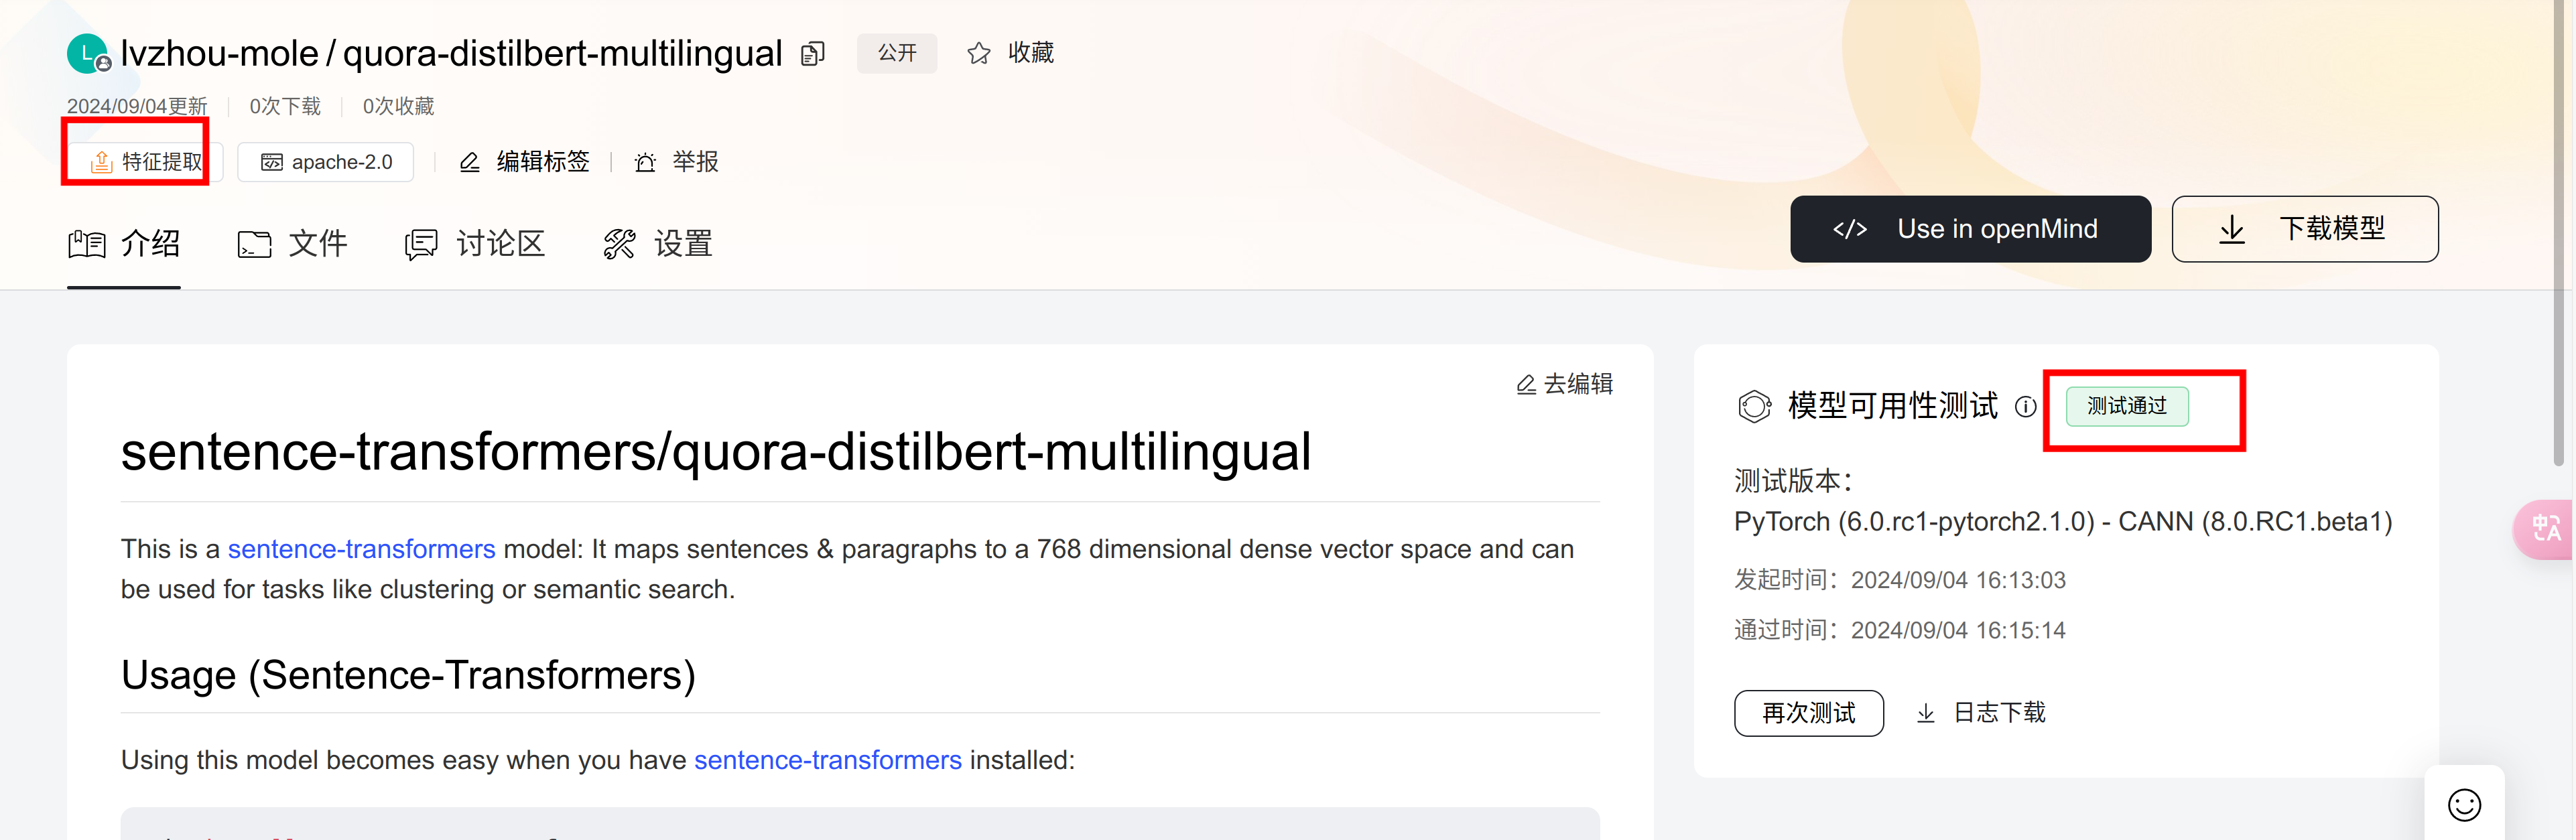 L lvzhou-mole / quora-distilbert-multilingual 公开 收藏
2024/09/04更新 0次下载 0次收藏
特征提取 apache-2.0 编辑标签 举报
介绍 文件 讨论区 设置
</> Use in openMind 下载模型
去编辑
sentence-transformers/quora-distilbert-multilingual
This is a sentence-transformers model: It maps sentences & paragraphs to a 768 dimensional dense vector space and can
be used for tasks like clustering or semantic search.
Usage (Sentence-Transformers)
Using this model becomes easy when you have sentence-transformers installed:
模型可用性测试 测试通过
测试版本：
PyTorch (6.0.rc1-pytorch2.1.0) - CANN (8.0.RC1.beta1)
发起时间：2024/09/04 16:13:03
通过时间：2024/09/04 16:15:14
再次测试 日志下载
中A